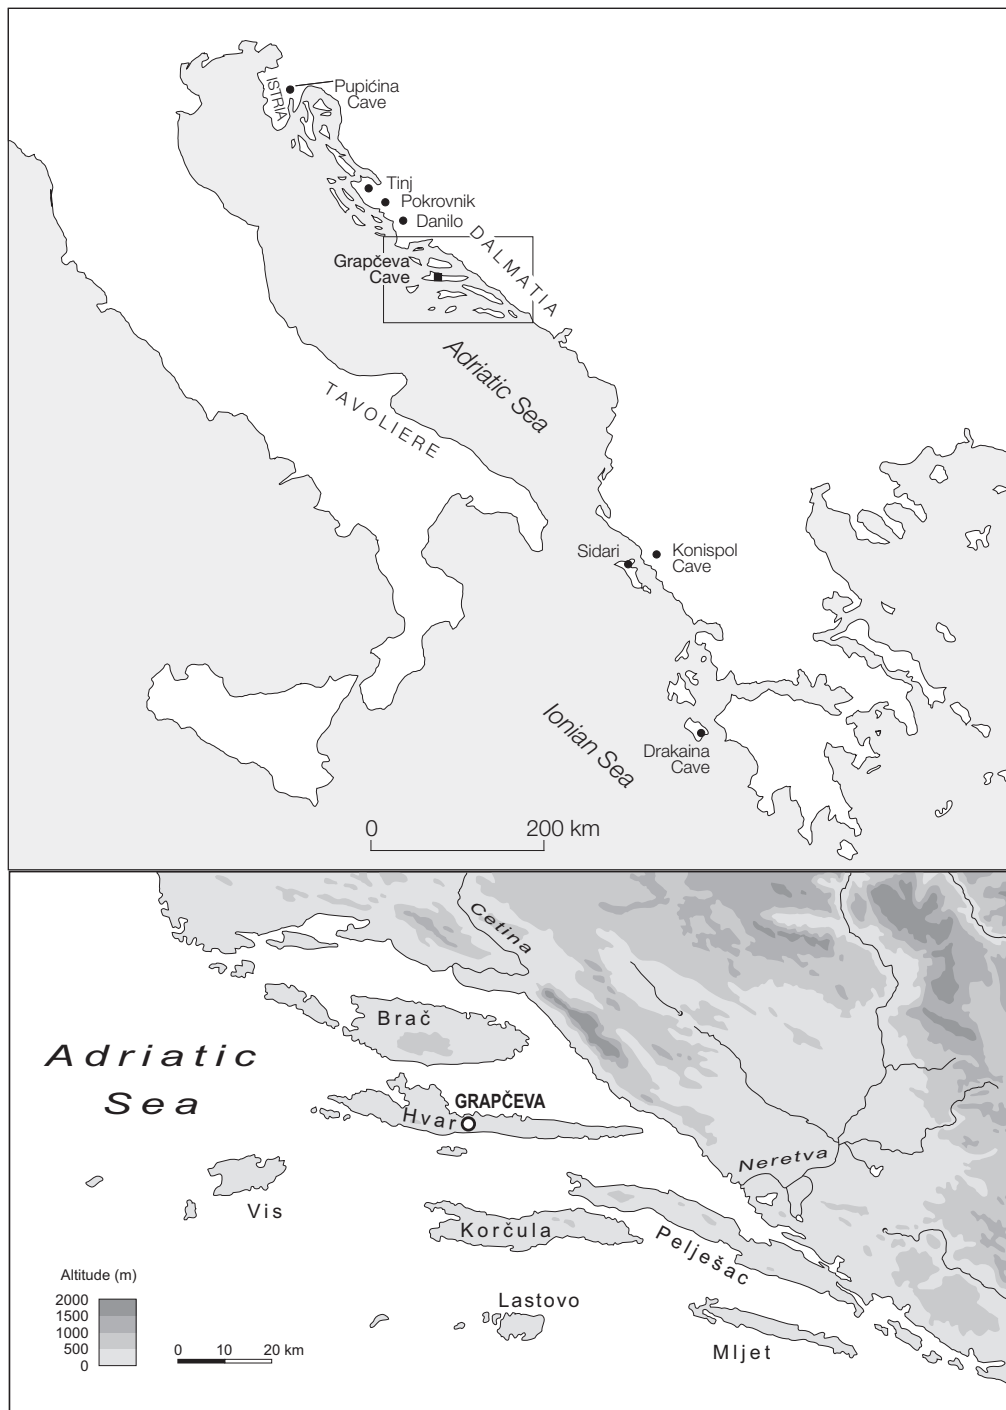 ISTRIA
Pupićina
Cave
Tinj
Pokrovnik
Danilo
DALMATIA
Grapčeva
Cave
Adriatic Sea
TAVOLIERE
Sidari
Konispol
Cave
Ionian Sea
Drakaina
Cave
0 200 km
Cetina
Brač
Adriatic
Sea
GRAPČEVA
Hvar
Neretva
Vis
Korčula
Pelješac
Altitude (m)
2000
1500
1000
500
0
Lastovo
0 10 20 km
Mljet